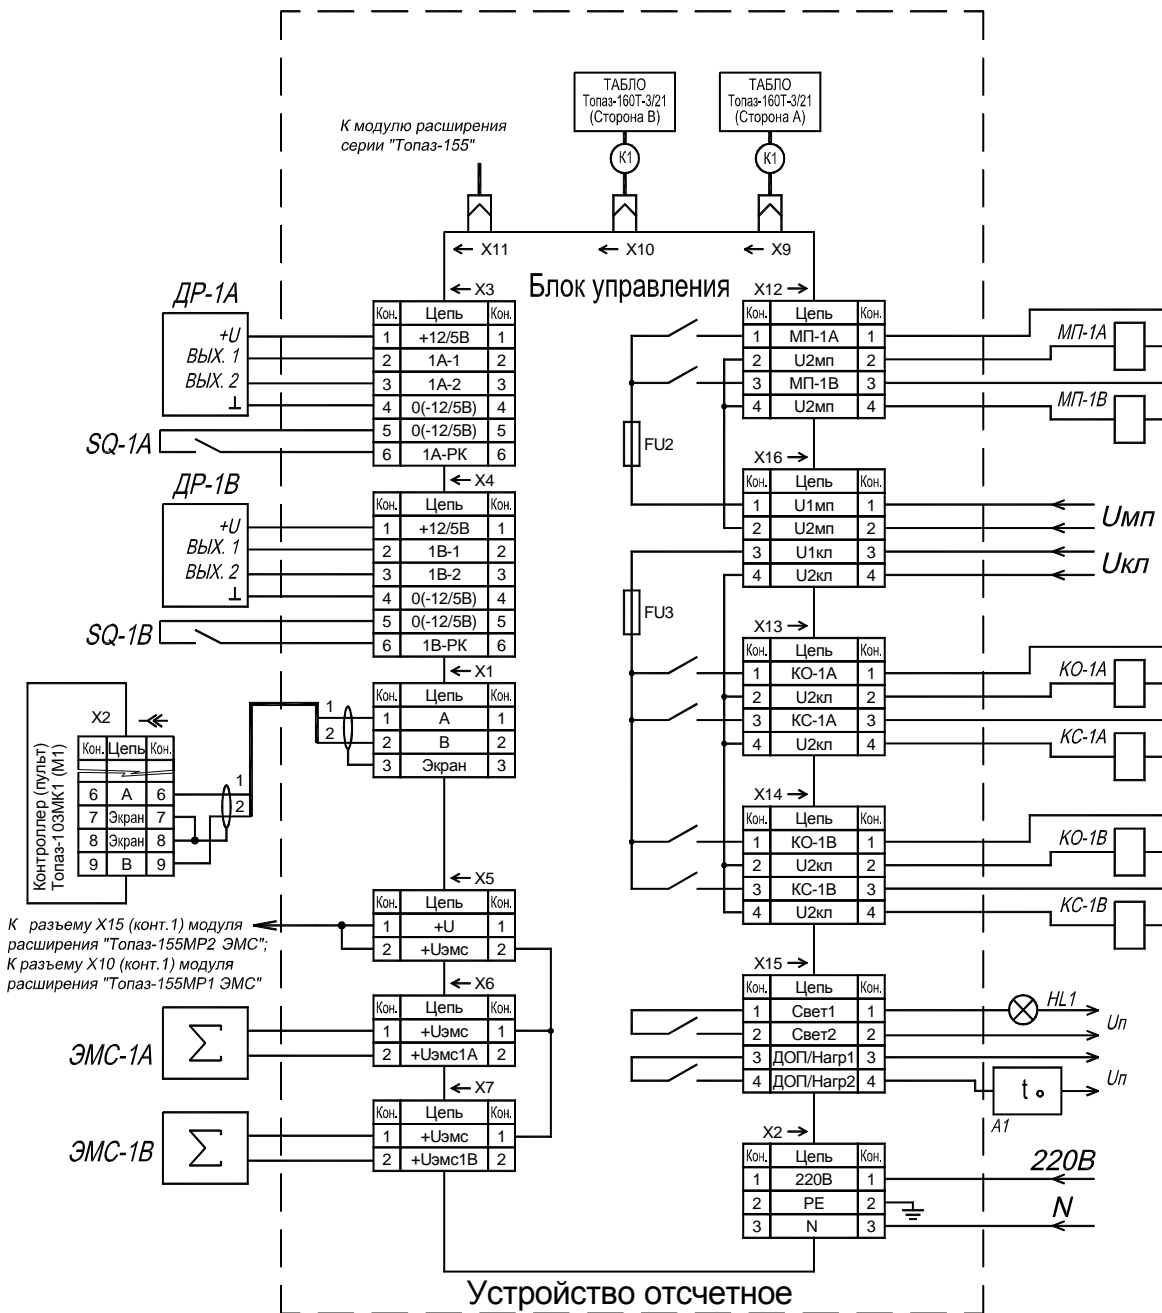 ТАБЛО
Топаз-160Т-3/21
(Сторона В)
ТАБЛО
Топаз-160Т-3/21
(Сторона А)
К модулю расширения
серии "Топаз-155"
К1
К1
X11
X10
X9
Блок управления
ДР-1А
+U
ВЫХ. 1
ВЫХ. 2
⊥
SQ-1А
X3
Кон. Цепь Кон.
1 +12/5В 1
2 1А-1 2
3 1А-2 3
4 0(-12/5В) 4
5 0(-12/5В) 5
6 1А-РК 6
ДР-1В
+U
ВЫХ. 1
ВЫХ. 2
⊥
SQ-1В
X4
Кон. Цепь Кон.
1 +12/5В 1
2 1В-1 2
3 1В-2 3
4 0(-12/5В) 4
5 0(-12/5В) 5
6 1В-РК 6
X1
Кон. Цепь Кон.
1 А 1
2 В 2
3 Экран 3
1
2
Контроллер (пульт)
Топаз-103МК1 (М1)
X2
Кон. Цепь Кон.
6 А 6
7 Экран 7
8 Экран 8
9 В 9
1
2
X5
Кон. Цепь Кон.
1 +U 1
2 +Uэмс 2
К разъему X15 (конт.1) модуля
расширения "Топаз-155МР2 ЭМС";
К разъему X10 (конт.1) модуля
расширения "Топаз-155МР1 ЭМС"
X6
Кон. Цепь Кон.
1 +Uэмс 1
2 +Uэмс1А 2
ЭМС-1А
Σ
X7
Кон. Цепь Кон.
1 +Uэмс 1
2 +Uэмс1В 2
ЭМС-1В
Σ
X12
Кон. Цепь Кон.
1 МП-1А 1
2 U2мп 2
3 МП-1В 3
4 U2мп 4
МП-1А
МП-1В
FU2
X16
Кон. Цепь Кон.
1 U1мп 1
2 U2мп 2
3 U1кл 3
4 U2кл 4
Uмп
Uкл
FU3
X13
Кон. Цепь Кон.
1 КО-1А 1
2 U2кл 2
3 КС-1А 3
4 U2кл 4
КО-1А
КС-1А
X14
Кон. Цепь Кон.
1 КО-1В 1
2 U2кл 2
3 КС-1В 3
4 U2кл 4
КО-1В
КС-1В
X15
Кон. Цепь Кон.
1 Свет1 1
2 Свет2 2
3 ДОП/Нагр1 3
4 ДОП/Нагр2 4
HL1
Uп
Uп
t °
А1
X2
Кон. Цепь Кон.
1 220В 1
2 PE 2
3 N 3
220В
N
Устройство отсчетное